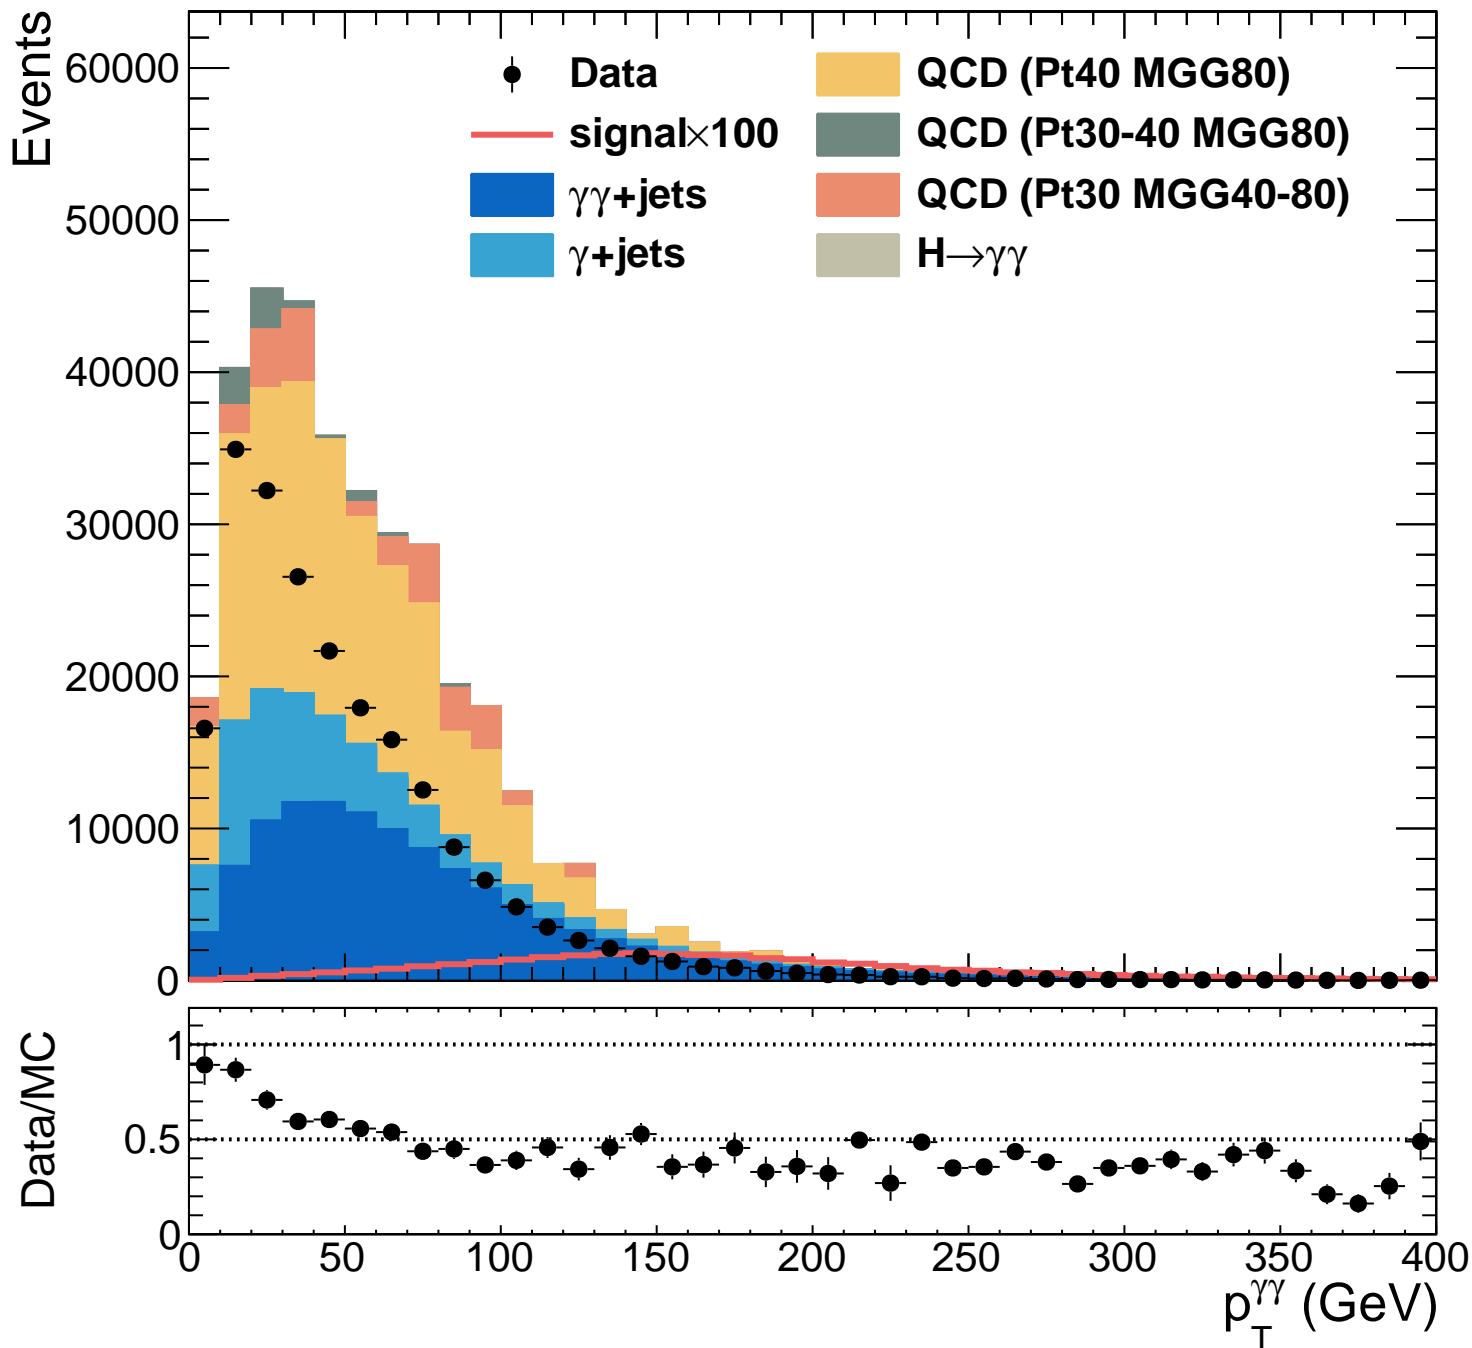 Events
60000
50000
40000
30000
20000
10000
0
Data
signal×100
γγ+jets
γ+jets
QCD (Pt40 MGG80)
QCD (Pt30-40 MGG80)
QCD (Pt30 MGG40-80)
H→γγ
Data/MC
1
0.5
0
0 50 100 150 200 250 300 350 400
p_T^γγ (GeV)